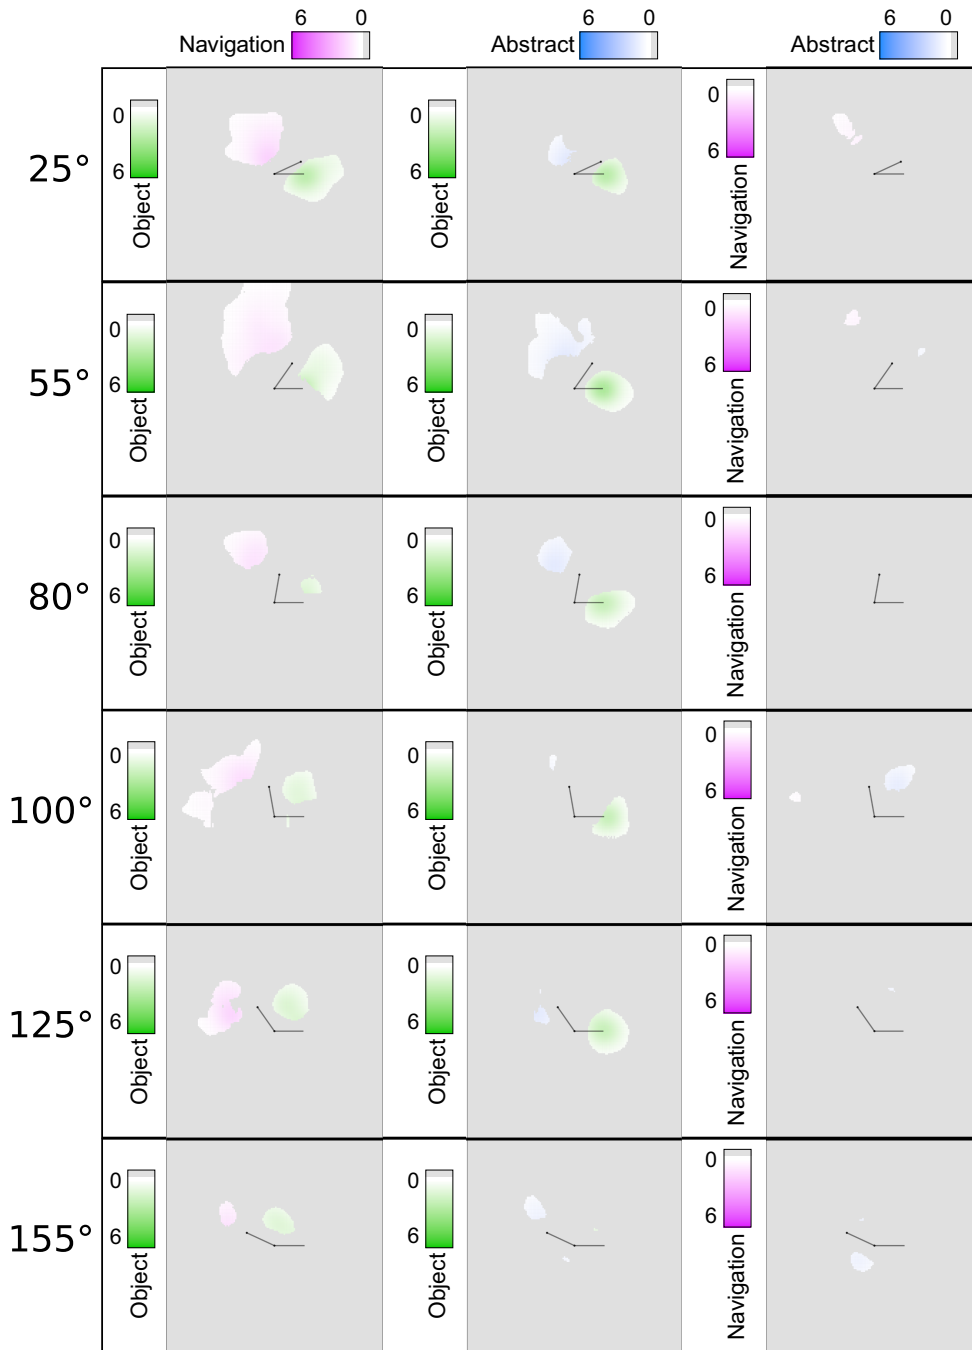 6 0 6 0 6 0
Navigation Abstract Abstract
25° 0 6 Object 0 6 Object 0 6 Navigation
55° 0 6 Object 0 6 Object 0 6 Navigation
80° 0 6 Object 0 6 Object 0 6 Navigation
100° 0 6 Object 0 6 Object 0 6 Navigation
125° 0 6 Object 0 6 Object 0 6 Navigation
155° 0 6 Object 0 6 Object 0 6 Navigation